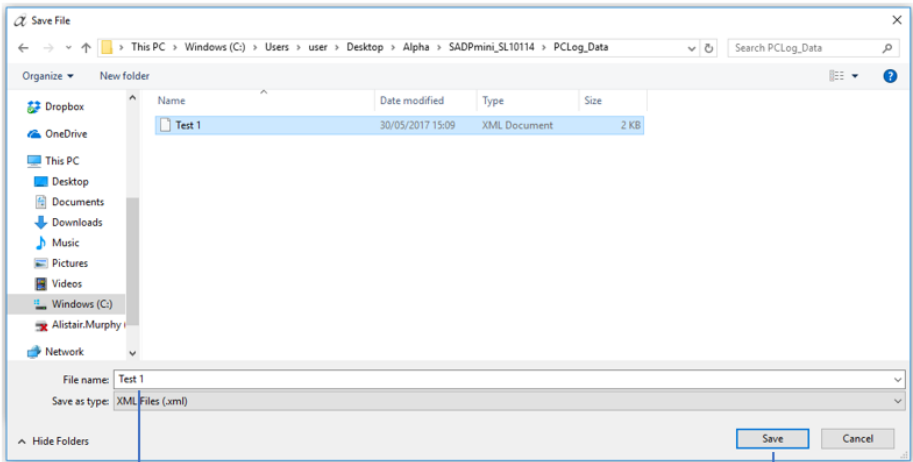 Save File
This PC > Windows (C:) > Users > user > Desktop > Alpha > SADPmini_SL10114 > PCLog_Data
Search PCLog_Data
Organize
New folder
Name Date modified Type Size
Test 1 30/05/2017 15:09 XML Document 2 KB
Dropbox
OneDrive
This PC
Desktop
Documents
Downloads
Music
Pictures
Videos
Windows (C:)
Alistair.Murphy (
Network
File name: Test 1
Save as type: XML Files (.xml)
Hide Folders
Save Cancel